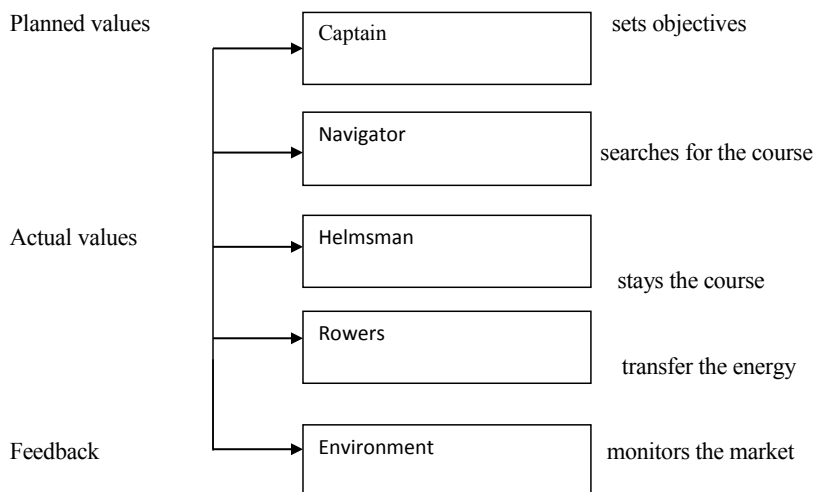 Planned values
Captain
sets objectives
Navigator
searches for the course
Actual values
Helmsman
stays the course
Rowers
transfer the energy
Feedback
Environment
monitors the market